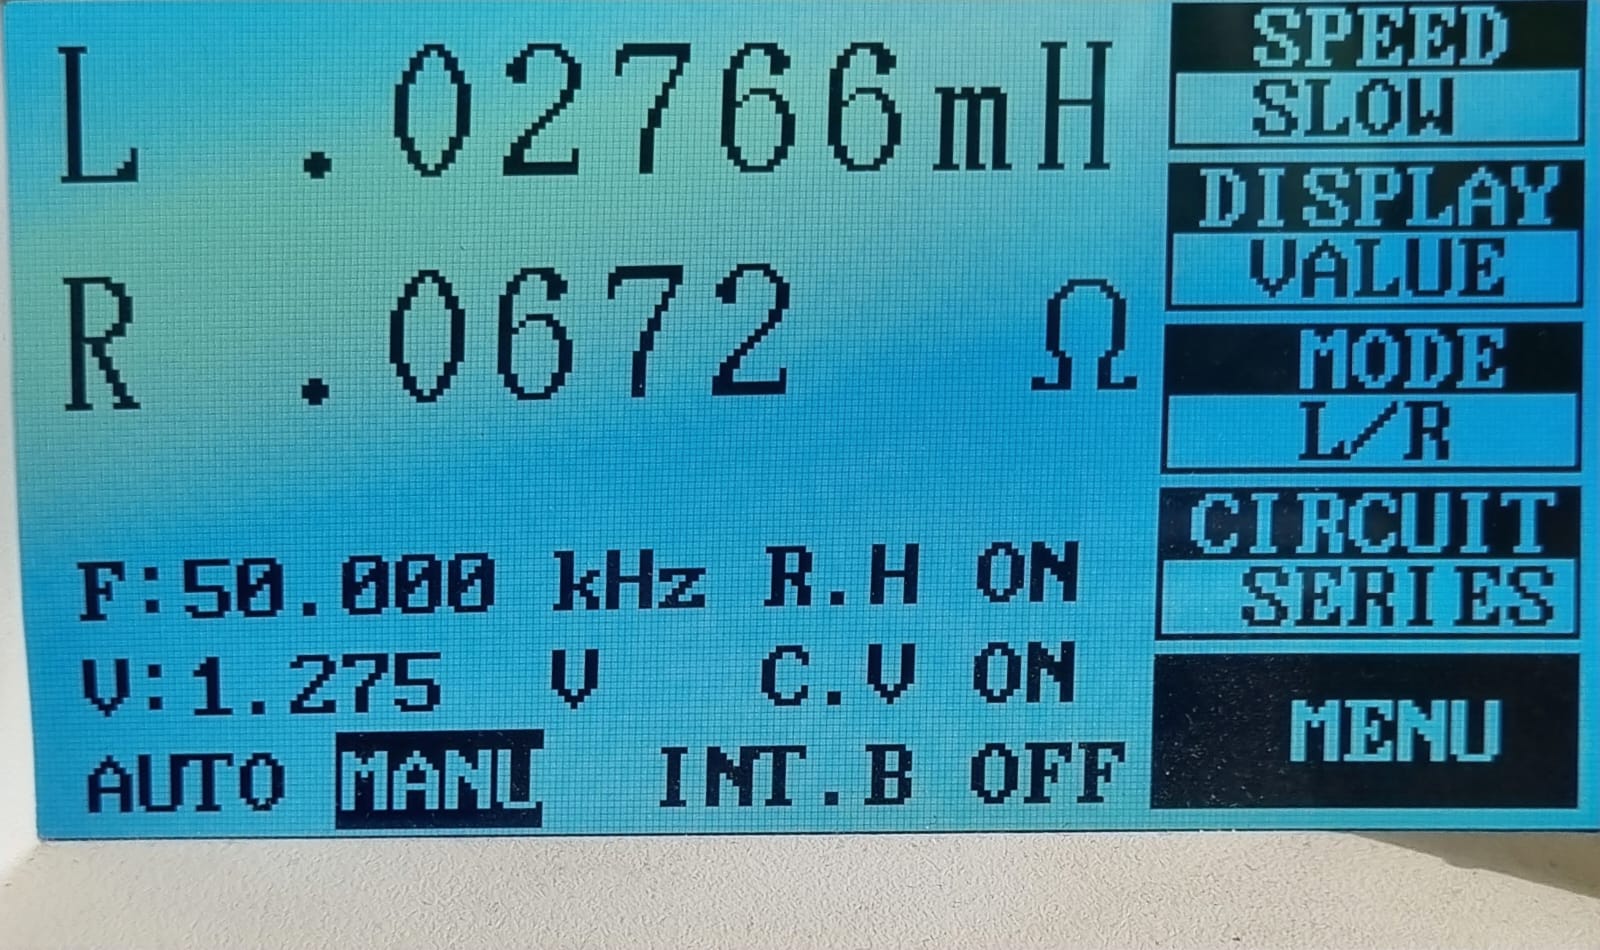 L .02766mH
R .0672 Ω
F:50.000 kHz R.H ON
V:1.275 V C.V ON
AUTO MANU INT.B OFF
SPEED
SLOW
DISPLAY
VALUE
MODE
L/R
CIRCUIT
SERIES
MENU